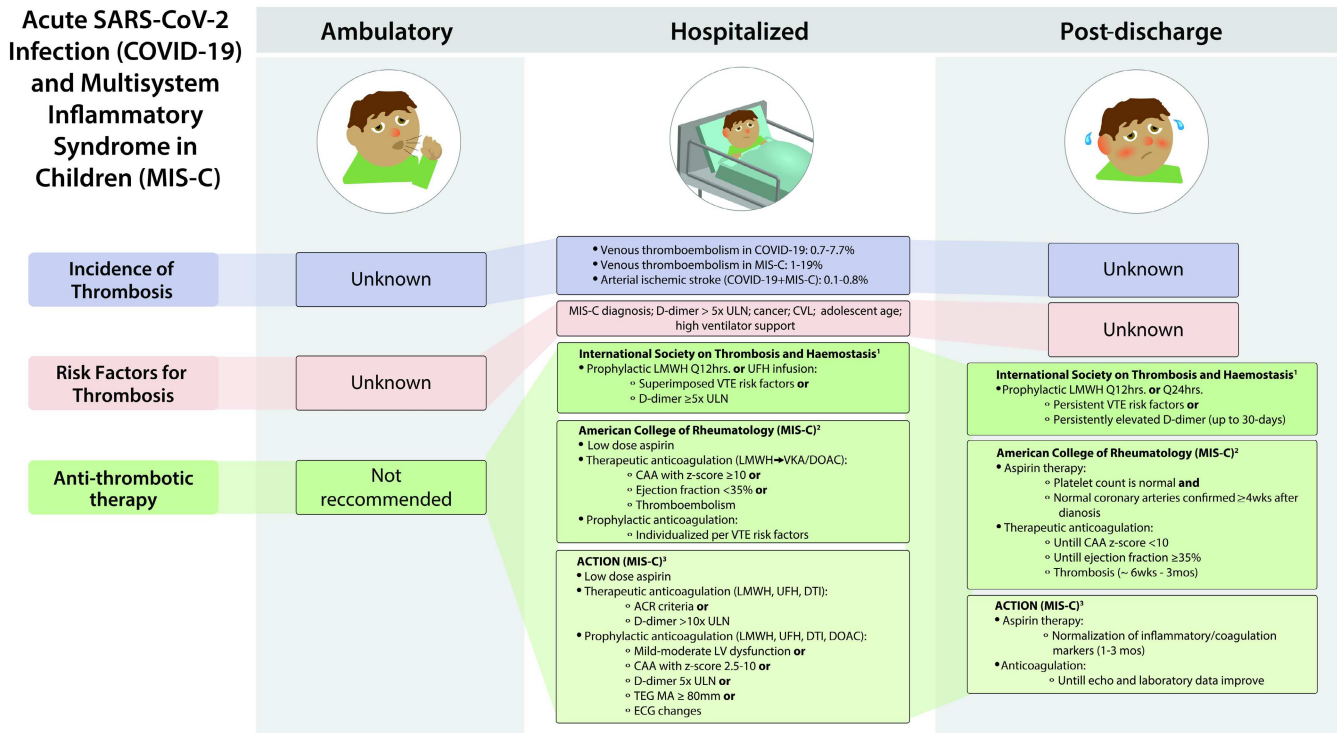 Acute SARS-CoV-2
Infection (COVID-19)
and Multisystem
Inflammatory
Syndrome in
Children (MIS-C)
Ambulatory
Hospitalized
Post-discharge
Incidence of
Thrombosis
Unknown
• Venous thromboembolism in COVID-19: 0.7-7.7%
• Venous thromboembolism in MIS-C: 1-19%
• Arterial ischemic stroke (COVID-19+MIS-C): 0.1-0.8%
Unknown
Risk Factors for
Thrombosis
Unknown
MIS-C diagnosis; D-dimer > 5x ULN; cancer; CVL; adolescent age;
high ventilator support
Unknown
Anti-thrombotic
therapy
Not
reccommended
International Society on Thrombosis and Haemostasis¹
• Prophylactic LMWH Q12hrs. or UFH infusion:
° Superimposed VTE risk factors or
° D-dimer ≥5x ULN
American College of Rheumatology (MIS-C)²
• Low dose aspirin
• Therapeutic anticoagulation (LMWH➔VKA/DOAC):
° CAA with z-score ≥10 or
° Ejection fraction <35% or
° Thromboembolism
• Prophylactic anticoagulation:
° Individualized per VTE risk factors
ACTION (MIS-C)³
• Low dose aspirin
• Therapeutic anticoagulation (LMWH, UFH, DTI):
° ACR criteria or
° D-dimer >10x ULN
• Prophylactic anticoagulation (LMWH, UFH, DTI, DOAC):
° Mild-moderate LV dysfunction or
° CAA with z-score 2.5-10 or
° D-dimer 5x ULN or
° TEG MA ≥ 80mm or
° ECG changes
International Society on Thrombosis and Haemostasis¹
• Prophylactic LMWH Q12hrs. or Q24hrs.
° Persistent VTE risk factors or
° Persistently elevated D-dimer (up to 30-days)
American College of Rheumatology (MIS-C)²
• Aspirin therapy:
° Platelet count is normal and
° Normal coronary arteries confirmed ≥4wks after
dianosis
• Therapeutic anticoagulation:
° Untill CAA z-score <10
° Untill ejection fraction ≥35%
° Thrombosis (~ 6wks - 3mos)
ACTION (MIS-C)³
• Aspirin therapy:
° Normalization of inflammatory/coagulation
markers (1-3 mos)
• Anticoagulation:
° Untill echo and laboratory data improve